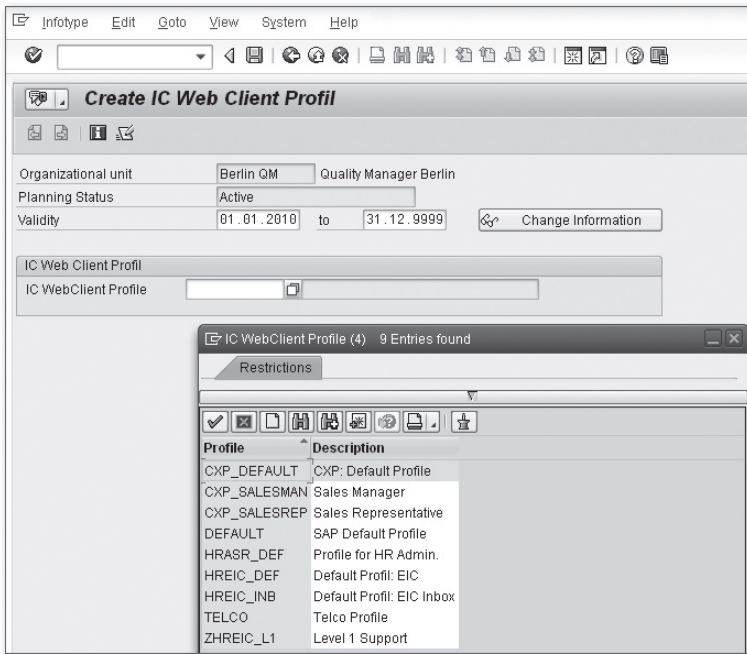 Infotype Edit Goto View System Help
Create IC Web Client Profil
Organizational unit Berlin QM Quality Manager Berlin
Planning Status Active
Validity 01.01.2010 to 31.12.9999 Change Information
IC Web Client Profil
IC WebClient Profile
IC WebClient Profile (4) 9 Entries found
Restrictions
Profile Description
CXP_DEFAULT CXP: Default Profile
CXP_SALESMAN Sales Manager
CXP_SALESREP Sales Representative
DEFAULT SAP Default Profile
HRASR_DEF Profile for HR Admin.
HREIC_DEF Default Profil: EIC
HREIC_INB Default Profil: EIC Inbox
TELCO Telco Profile
ZHREIC_L1 Level 1 Support